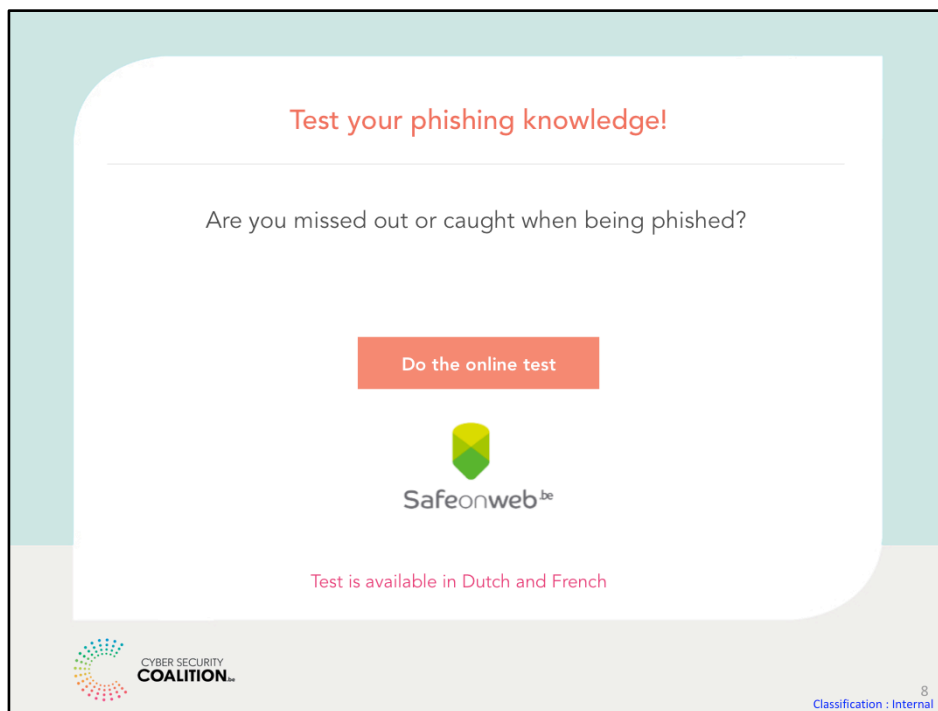 Test your phishing knowledge!
Are you missed out or caught when being phished?
Do the online test
Safeonweb.be
Test is available in Dutch and French
CYBER SECURITY
COALITION.be
8
Classification : Internal